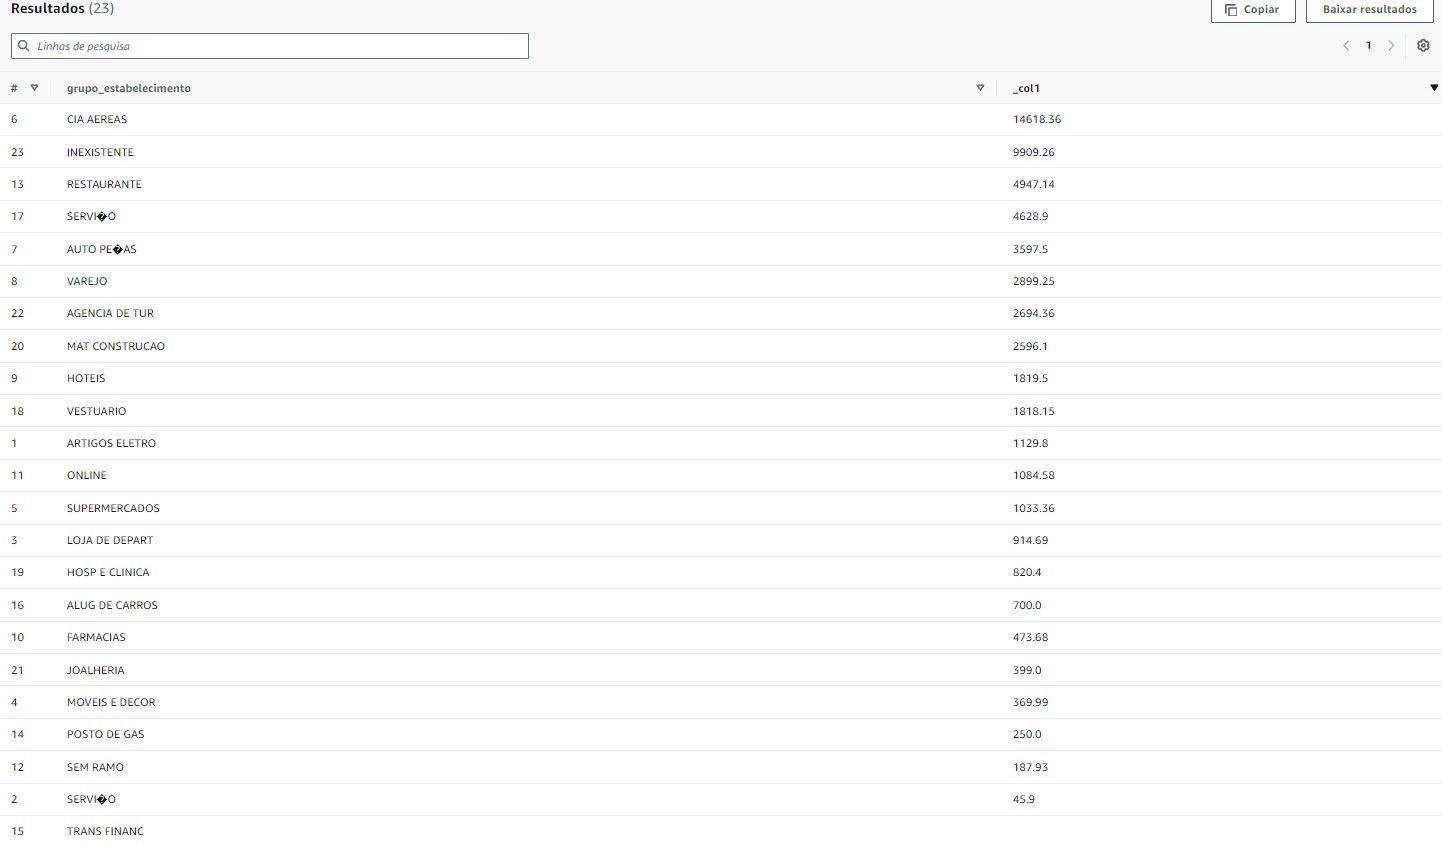 Resultados (23)
Copiar
Baixar resultados
Linhas de pesquisa
1
# grupo_estabelecimento _col1
6 CIA AEREAS 14618.36
23 INEXISTENTE 9909.26
13 RESTAURANTE 4947.14
17 SERVI�O 4628.9
7 AUTO PE�AS 3597.5
8 VAREJO 2899.25
22 AGENCIA DE TUR 2694.36
20 MAT CONSTRUCAO 2596.1
9 HOTEIS 1819.5
18 VESTUARIO 1818.15
1 ARTIGOS ELETRO 1129.8
11 ONLINE 1084.58
5 SUPERMERCADOS 1033.36
3 LOJA DE DEPART 914.69
19 HOSP E CLINICA 820.4
16 ALUG DE CARROS 700.0
10 FARMACIAS 473.68
21 JOALHERIA 399.0
4 MOVEIS E DECOR 369.99
14 POSTO DE GAS 250.0
12 SEM RAMO 187.93
2 SERVI�O 45.9
15 TRANS FINANC